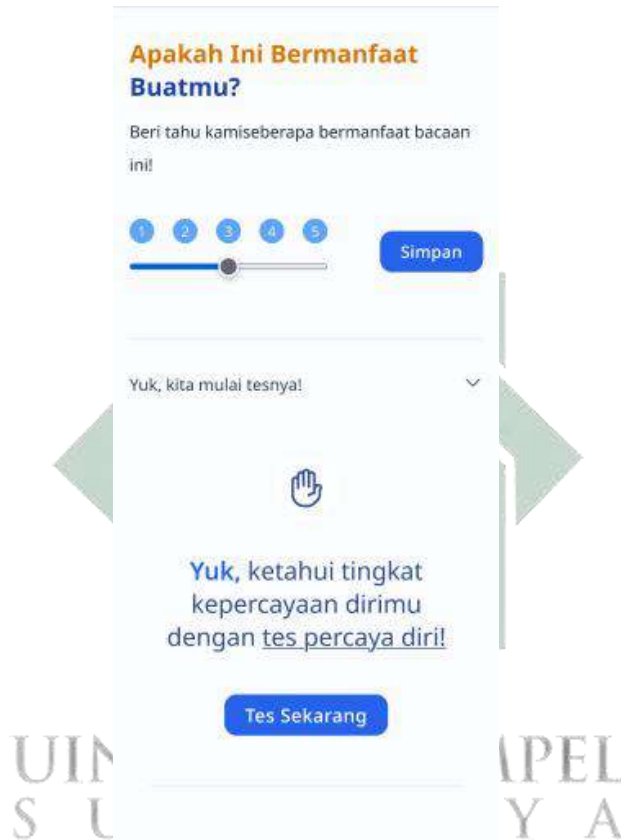 Apakah Ini Bermanfaat
Buatmu?
Beri tahu kamiseberapa bermanfaat bacaan
ini!
1 2 3 4 5
Simpan
Yuk, kita mulai tesnya!
Yuk, ketahui tingkat
kepercayaan dirimu
dengan tes percaya diri!
Tes Sekarang